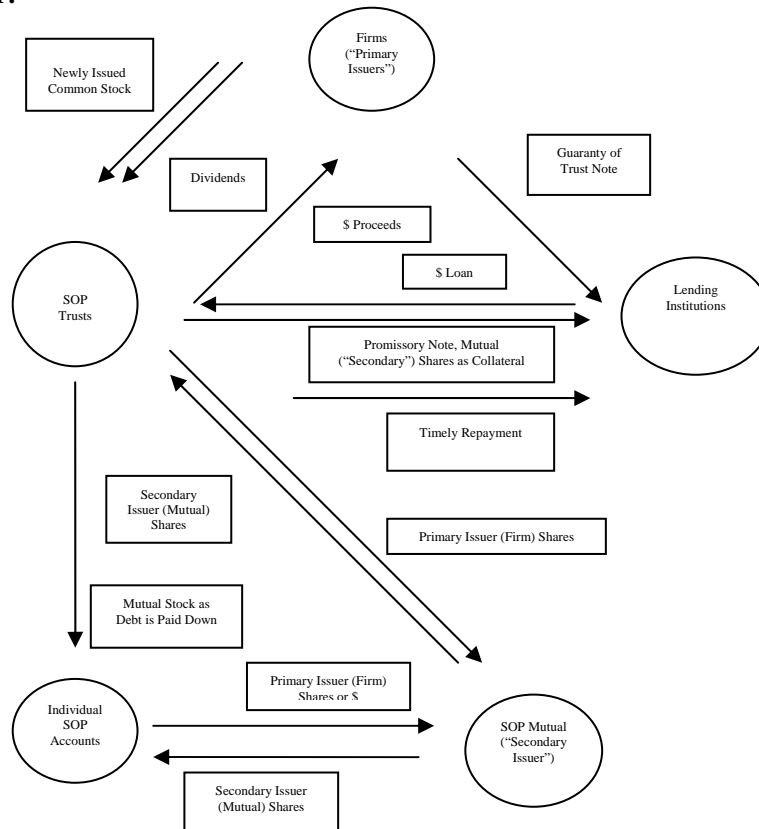 Firms
(“Primary
Issuers”)
Newly Issued
Common Stock
Guaranty of
Trust Note
Dividends
$ Proceeds
$ Loan
SOP
Trusts
Lending
Institutions
Promissory Note, Mutual
(“Secondary”) Shares as Collateral
Timely Repayment
Secondary
Issuer (Mutual)
Shares
Primary Issuer (Firm) Shares
Mutual Stock as
Debt is Paid Down
Primary Issuer (Firm)
Shares or $
Individual
SOP
Accounts
SOP Mutual
(“Secondary
Issuer”)
Secondary Issuer
(Mutual) Shares